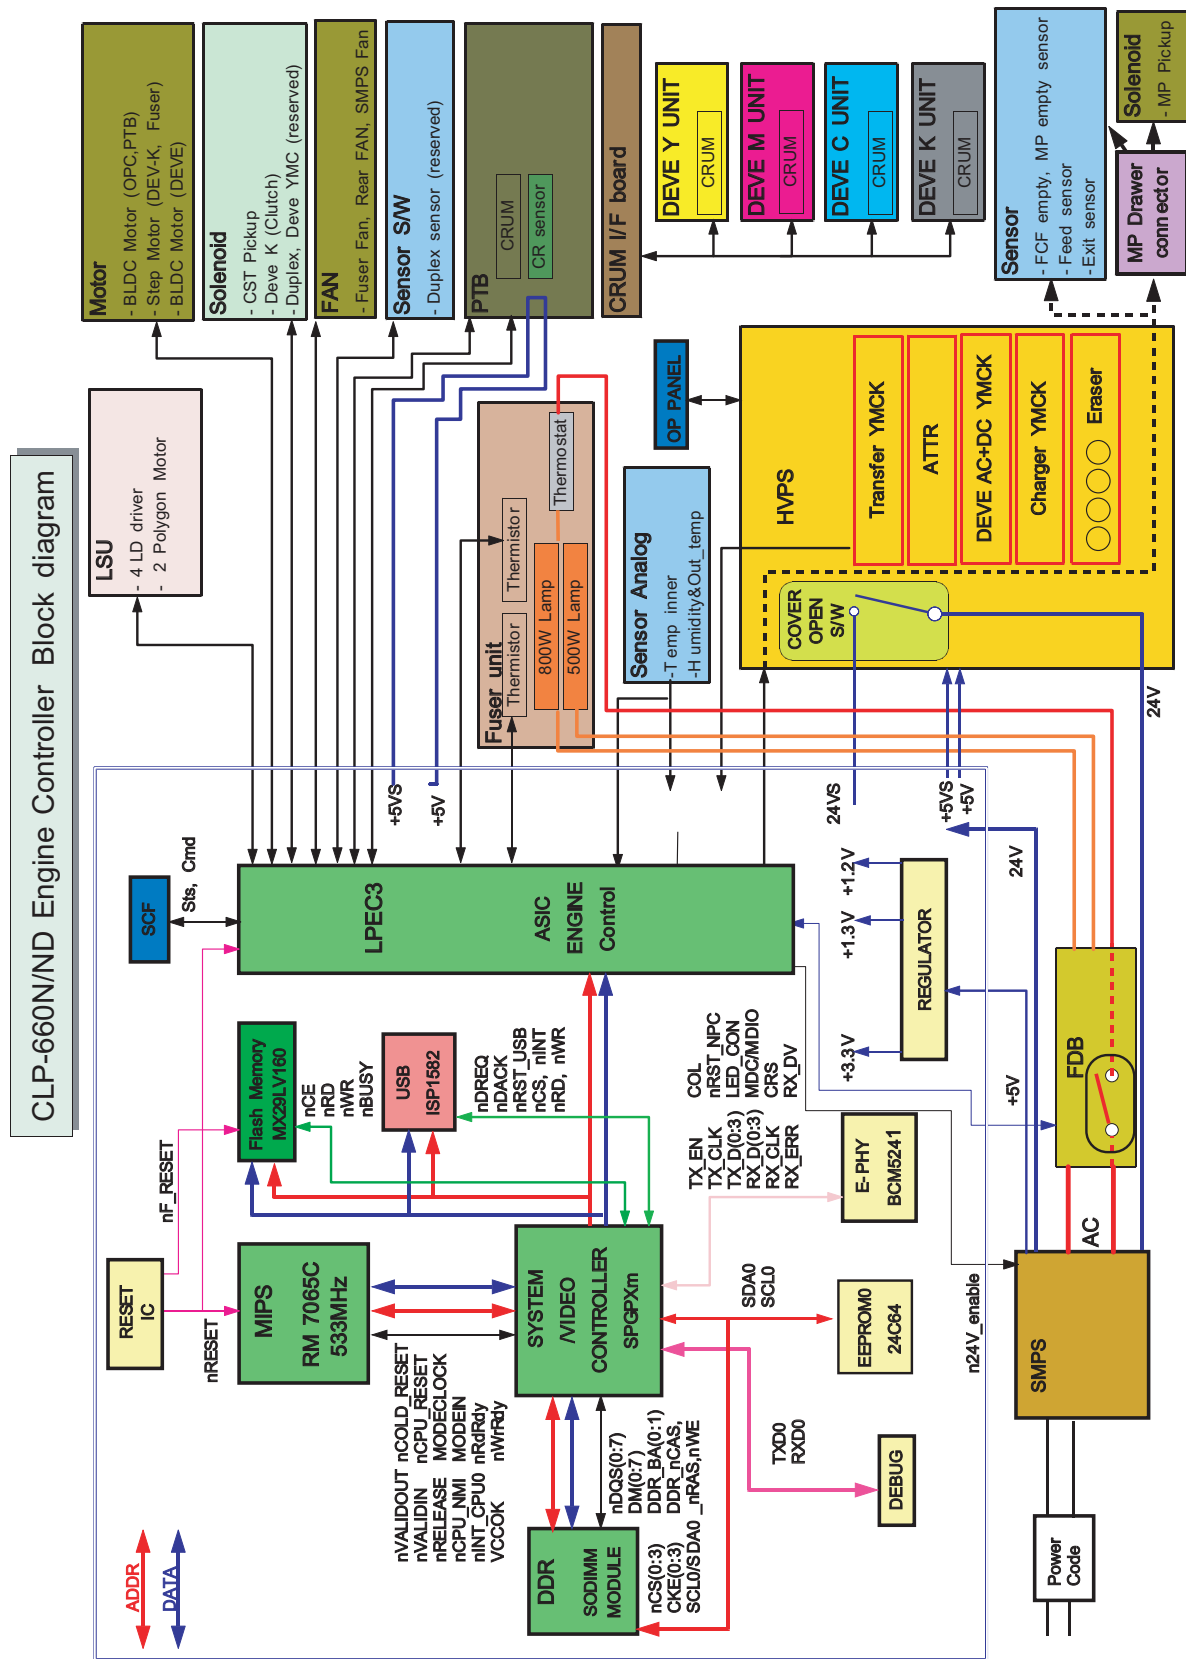 CLP-660N/ND Engine Controller Block diagram
ADDR
DATA
RESET
IC
nRESET
nF_RESET
SCF
Sts, Cmd
LSU
- 4 LD driver
- 2 Polygon Motor
Motor
- BLDC Motor (OPC,PTB)
- Step Motor (DEV-K, Fuser)
- BLDC Motor (DEVE)
Solenoid
- CST Pickup
- Deve K (Clutch)
- Duplex, Deve YMC (reserved)
FAN
- Fuser Fan, Rear FAN, SMPS Fan
Sensor S/W
- Duplex sensor (reserved)
PTB
CRUM
CR sensor
CRUM I/F board
MIPS
RM 7065C
533MHz
Flash Memory
MX29LV160
nCE
nRD
nWR
nBUSY
USB
ISP1582
nDREQ
nDACK
nRST_USB
nCS, nINT
nRD, nWR
LPEC3
ASIC
ENGINE
Control
+5VS
+5V
Fuser unit
Thermistor
Thermistor
800W Lamp
500W Lamp
Thermostat
nVALIDOUT nCOLD_RESET
nVALIDIN nCPU_RESET
nRELEASE MODECLOCK
nCPU_NMI MODEIN
nINT_CPU0 nRdRdy
VCCOK nWrRdy
SYSTEM
/VIDEO
CONTROLLER
SPGPXm
DDR
SODIMM
MODULE
nDQS(0:7)
DM(0:7)
nCS(0:3) DDR_BA(0:1)
CKE(0:3) DDR_nCAS,
SCL0/SDA0 _nRAS,nWE
TX_EN COL
TX_CLK nRST_NPC
TX_D(0:3) LED_CON
RX_D(0:3) MDC/MDIO
RX_CLK CRS
RX_ERR RX_DV
SDA0
SCL0
TXD0
RXD0
E-PHY
BCM5241
EEPROM0
24C64
DEBUG
Sensor Analog
-T emp inner
-H umidity&Out_temp
OP PANEL
DEVE Y UNIT
CRUM
DEVE M UNIT
CRUM
DEVE C UNIT
CRUM
DEVE K UNIT
CRUM
HVPS
COVER
OPEN
S/W
Transfer YMCK
ATTR
DEVE AC+DC YMCK
Charger YMCK
Eraser
Sensor
- FCF empty, MP empty sensor
- Feed sensor
- Exit sensor
MP Drawer
connector
Solenoid
- MP Pickup
24VS
+5VS
+5V
+3.3V
+1.3V
+1.2V
REGULATOR
+5V
24V
24V
n24V_enable
Power
Code
SMPS
AC
FDB